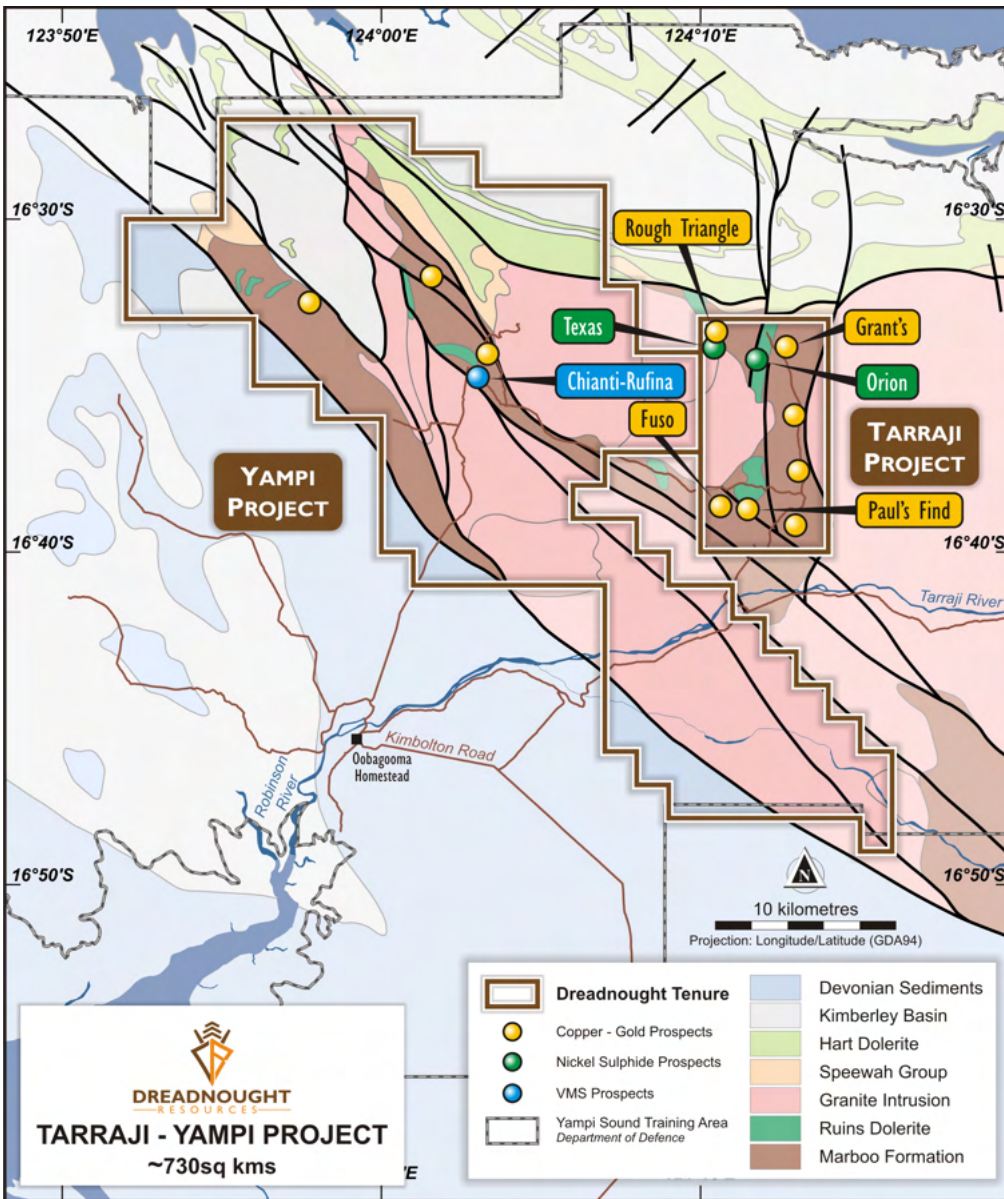 123°50'E
124°00'E
124°10'E
16°30'S
16°30'S
Rough Triangle
Texas
Grant's
Chianti-Rufina
Orion
Fuso
TARRAJI
PROJECT
YAMPI
PROJECT
Paul's Find
16°40'S
16°40'S
Tarraji River
Kimbolton Road
Oobagooma
Homestead
Robinson
River
16°50'S
16°50'S
N
10 kilometres
Projection: Longitude/Latitude (GDA94)
Dreadnought Tenure
Copper - Gold Prospects
Nickel Sulphide Prospects
VMS Prospects
Yampi Sound Training Area
Department of Defence
Devonian Sediments
Kimberley Basin
Hart Dolerite
Speewah Group
Granite Intrusion
Ruins Dolerite
Marboo Formation
DREADNOUGHT
RESOURCES
TARRAJI - YAMPI PROJECT
~730sq kms